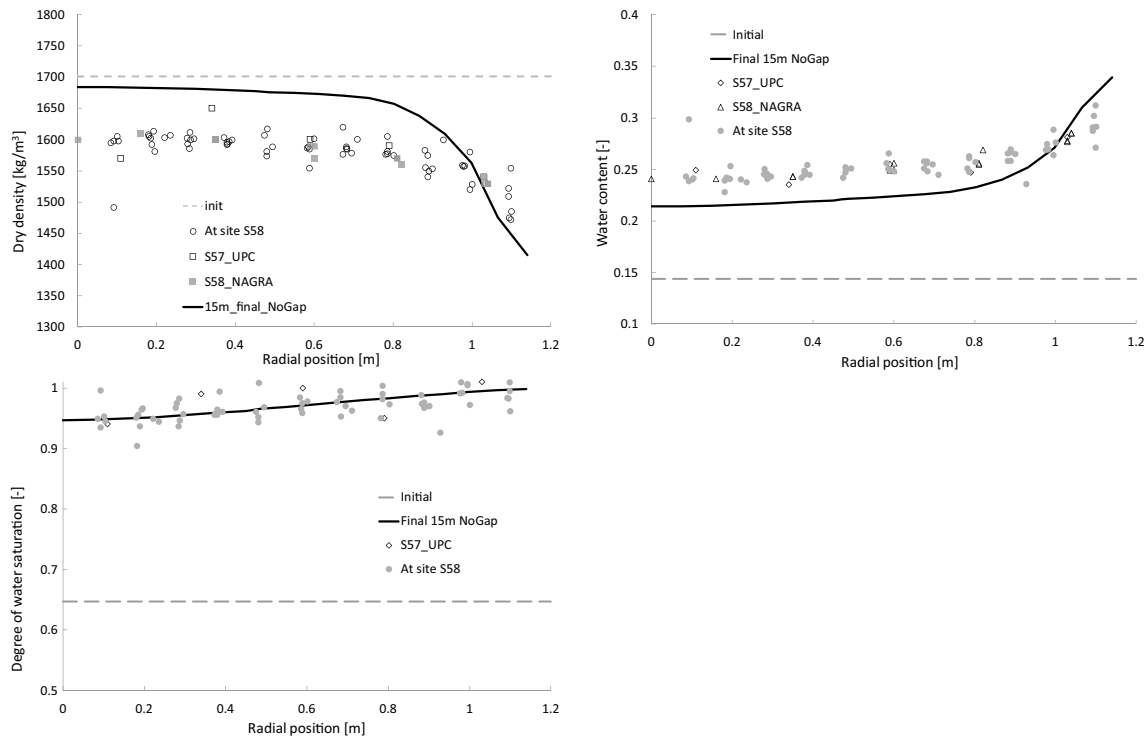 1800
1700
1600
1500
1400
1300
1650
1750
1550
1450
1350
Dry density [kg/m³]
init
At site S58
S57_UPC
S58_NAGRA
15m_final_NoGap
0 0.2 0.4 0.6 0.8 1 1.2
Radial position [m]
0.4
0.35
0.3
0.25
0.2
0.15
0.1
Water content [-]
Initial
Final 15m NoGap
S57_UPC
S58_NAGRA
At site S58
0 0.2 0.4 0.6 0.8 1 1.2
Radial position [m]
1
0.9
0.8
0.7
0.6
0.5
Degree of water saturation [-]
Initial
Final 15m NoGap
S57_UPC
At site S58
0 0.2 0.4 0.6 0.8 1 1.2
Radial position [m]